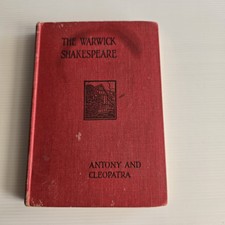 THE WARWICK
SHAKESPEARE
ANTONY AND
CLEOPATRA